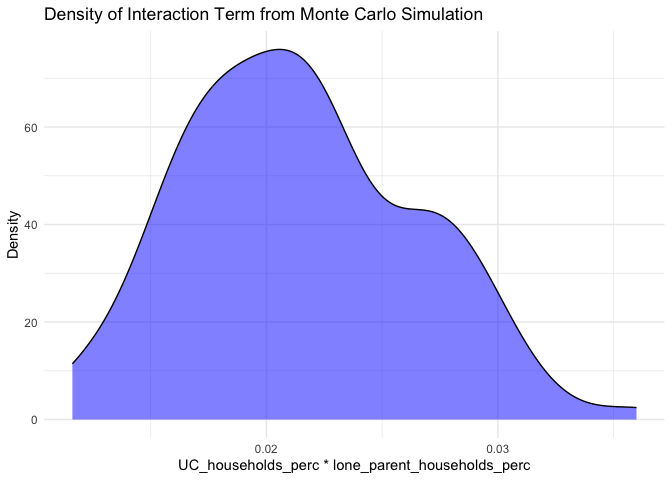 Density of Interaction Term from Monte Carlo Simulation
Density
60
40
20
0
0.02 0.03
UC_households_perc * lone_parent_households_perc